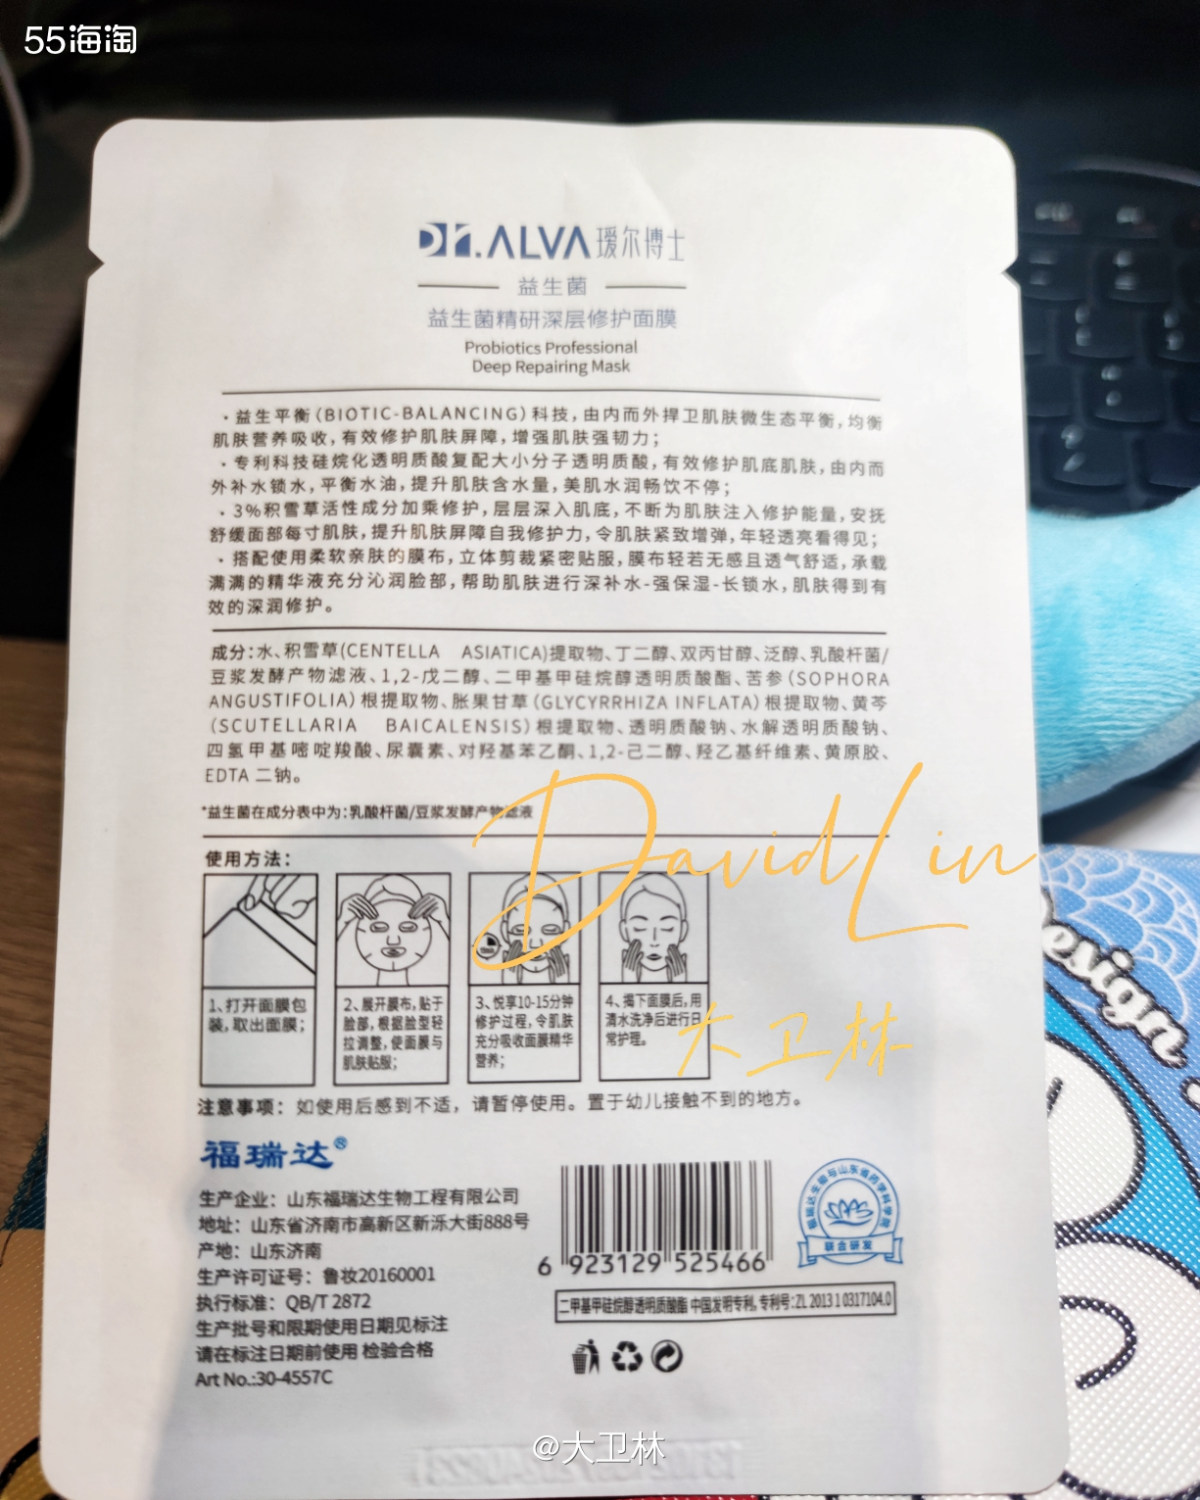 55海淘
Dr.ALVA 瑷尔博士
益生菌
益生菌精研深层修护面膜
Probiotics Professional
Deep Repairing Mask
·益生平衡(BIOTIC-BALANCING)科技,由内而外捍卫肌肤微生态平衡,均衡
肌肤营养吸收,有效修护肌肤屏障,增强肌肤强韧力;
·专利科技硅烷化透明质酸复配大小分子透明质酸,有效修护肌底肌肤,由内而
外补水锁水,平衡水油,提升肌肤含水量,美肌水润畅饮不停;
·3%积雪草活性成分加乘修护,层层深入肌底,不断为肌肤注入修护能量,安抚
舒缓面部每寸肌肤,提升肌肤屏障自我修护力,令肌肤紧致增弹,年轻透亮看得见;
·搭配使用柔软亲肤的膜布,立体剪裁紧密贴服,膜布轻若无感且透气舒适,承载
满满的精华液充分沁润脸部,帮助肌肤进行深补水-强保湿-长锁水,肌肤得到有
效的深润修护。
成分:水、积雪草(CENTELLA ASIATICA)提取物、丁二醇、双丙甘醇、泛醇、乳酸杆菌/
豆浆发酵产物滤液、1,2-戊二醇、二甲基甲硅烷醇透明质酸酯、苦参(SOPHORA
ANGUSTIFOLIA)根提取物、胀果甘草(GLYCYRRHIZA INFLATA)根提取物、黄芩
(SCUTELLARIA BAICALENSIS)根提取物、透明质酸钠、水解透明质酸钠、
四氢甲基嘧啶羧酸、尿囊素、对羟基苯乙酮、1,2-己二醇、羟乙基纤维素、黄原胶、
EDTA 二钠。
*益生菌在成分表中为:乳酸杆菌/豆浆发酵产物滤液
使用方法:
1、打开面膜包
装,取出面膜;
2、展开膜布,贴于
脸部,根据脸型轻
拉调整,使面膜与
肌肤贴服;
3、悦享10-15分钟
修护过程,令肌肤
充分吸收面膜精华
营养;
4、揭下面膜后,用
清水洗净后进行日
常护理。
DavidLin
大卫林
注意事项:如使用后感到不适,请暂停使用。置于幼儿接触不到的地方。
福瑞达®
生产企业:山东福瑞达生物工程有限公司
地址:山东省济南市高新区新泺大街888号
产地:山东济南
生产许可证号:鲁妆20160001
执行标准:QB/T 2872
生产批号和限期使用日期见标注
请在标注日期前使用 检验合格
Art No.:30-4557C
6 923129 525466
福瑞达生物与山东省药学科学院
联合研发
二甲基甲硅烷醇透明质酸酯 中国发明专利,专利号:ZL 2013 1 0317104.0
@大卫林
esign